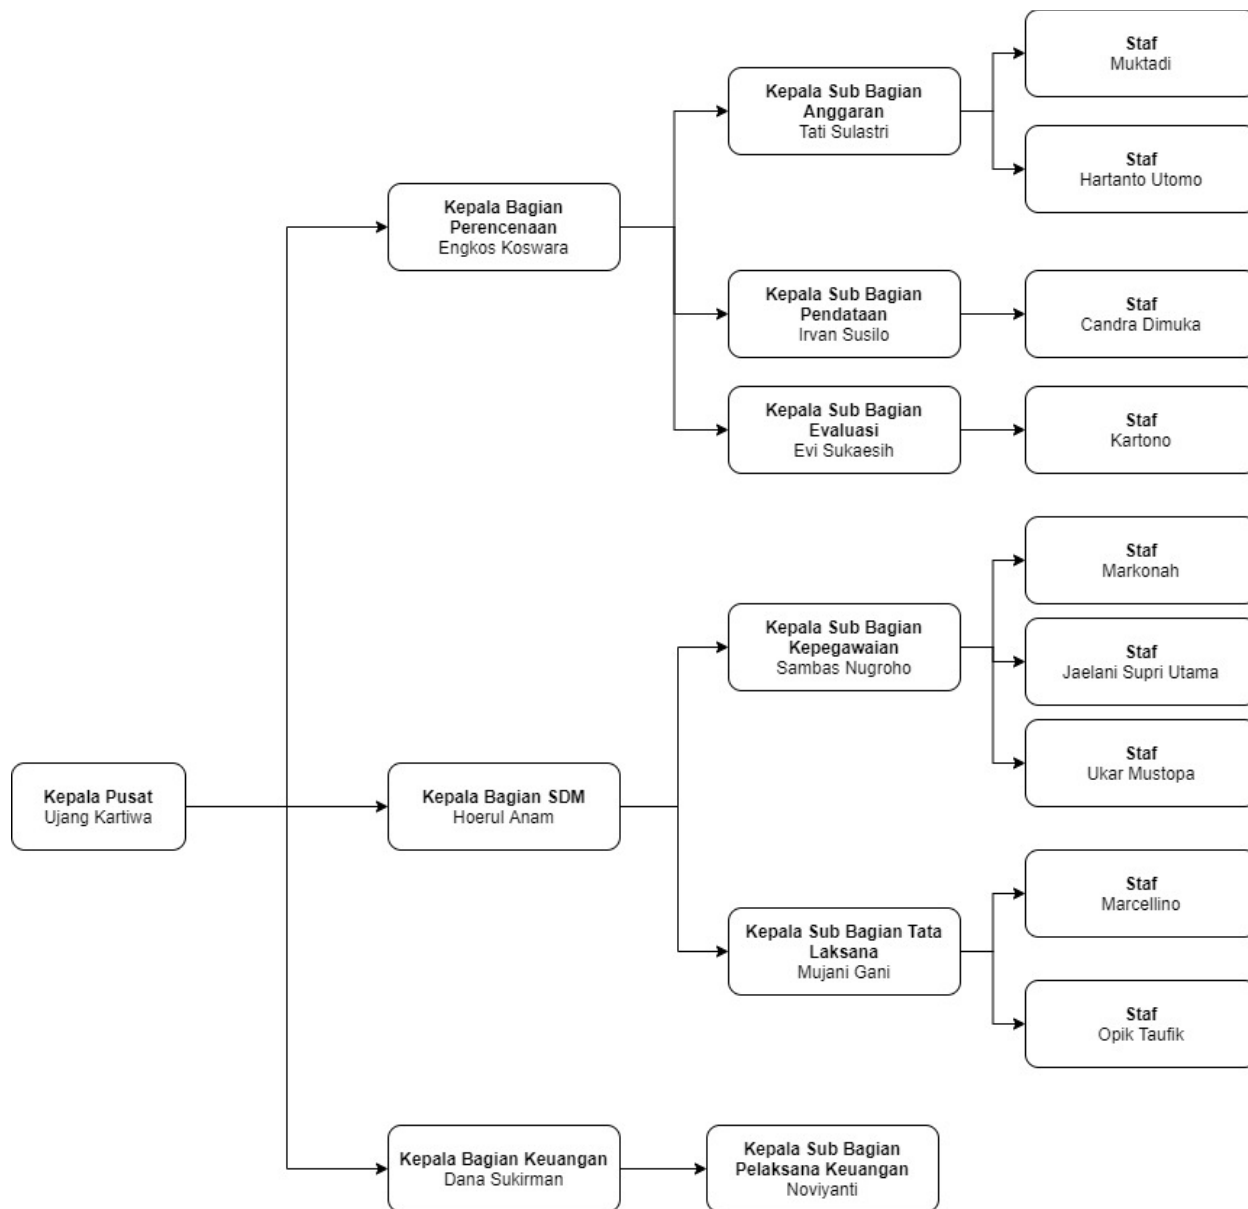 Staf
Muktadi
Kepala Sub Bagian
Anggaran
Tati Sulastri
Staf
Hartanto Utomo
Kepala Bagian
Perencenaan
Engkos Koswara
Kepala Sub Bagian
Pendataan
Irvan Susilo
Staf
Candra Dimuka
Kepala Sub Bagian
Evaluasi
Evi Sukaesih
Staf
Kartono
Staf
Markonah
Kepala Sub Bagian
Kepegawaian
Sambas Nugroho
Staf
Jaelani Supri Utama
Staf
Ukar Mustopa
Kepala Pusat
Ujang Kartiwa
Kepala Bagian SDM
Hoerul Anam
Staf
Marcellino
Kepala Sub Bagian Tata
Laksana
Mujani Gani
Staf
Opik Taufik
Kepala Bagian Keuangan
Dana Sukirman
Kepala Sub Bagian
Pelaksana Keuangan
Noviyanti